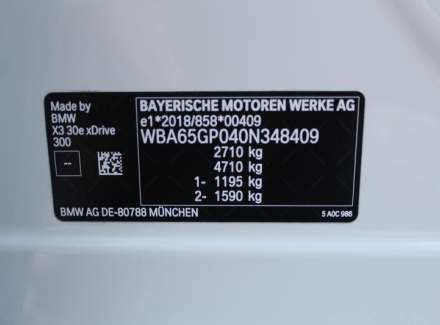 Made by
BMW
X3 30e xDrive
300
--
BAYERISCHE MOTOREN WERKE AG
e1*2018/858*00409
WBA65GP040N348409
2710 kg
4710 kg
1- 1195 kg
2- 1590 kg
BMW AG DE-80788 MÜNCHEN
5 A0C 986